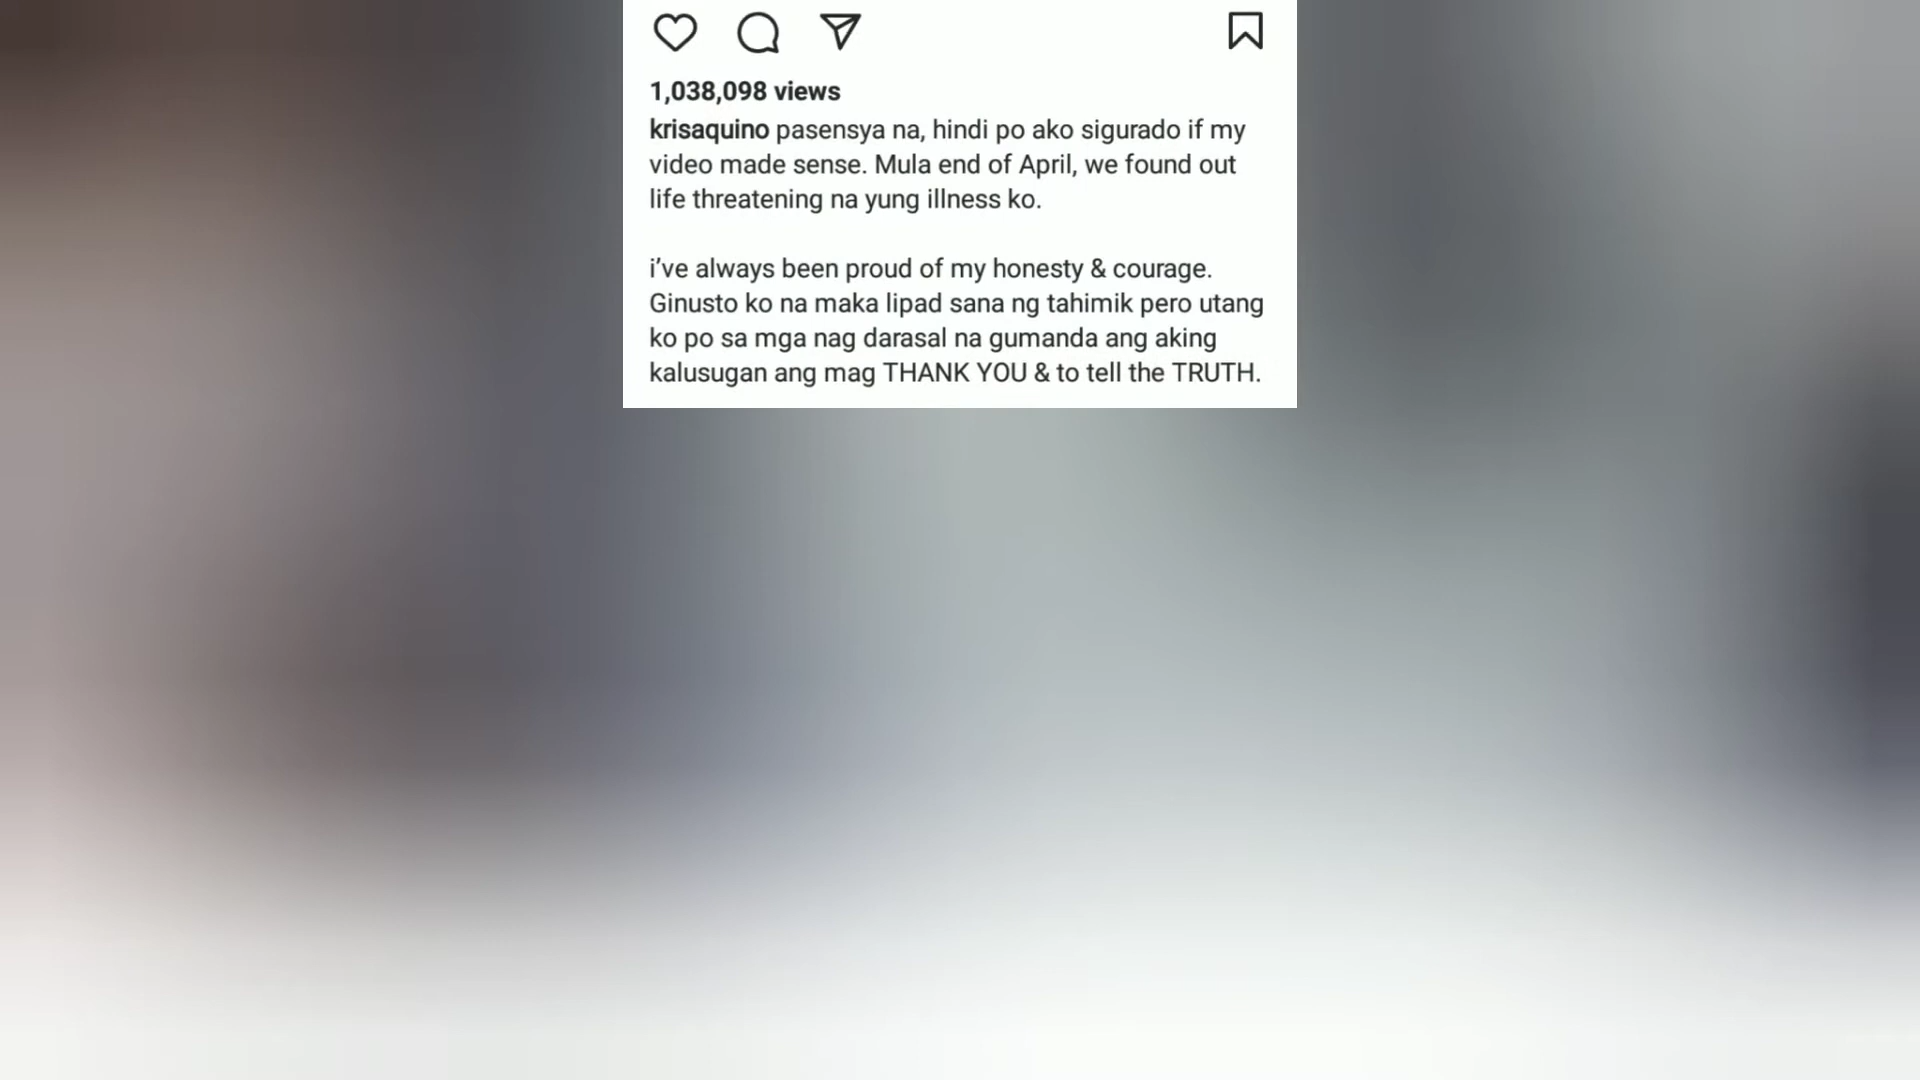 1,038,098 views
krisaquino pasensya na, hindi po ako sigurado if my
video made sense. Mula end of April, we found out
life threatening na yung illness ko.
i’ve always been proud of my honesty & courage.
Ginusto ko na maka lipad sana ng tahimik pero utang
ko po sa mga nag darasal na gumanda ang aking
kalusugan ang mag THANK YOU & to tell the TRUTH.